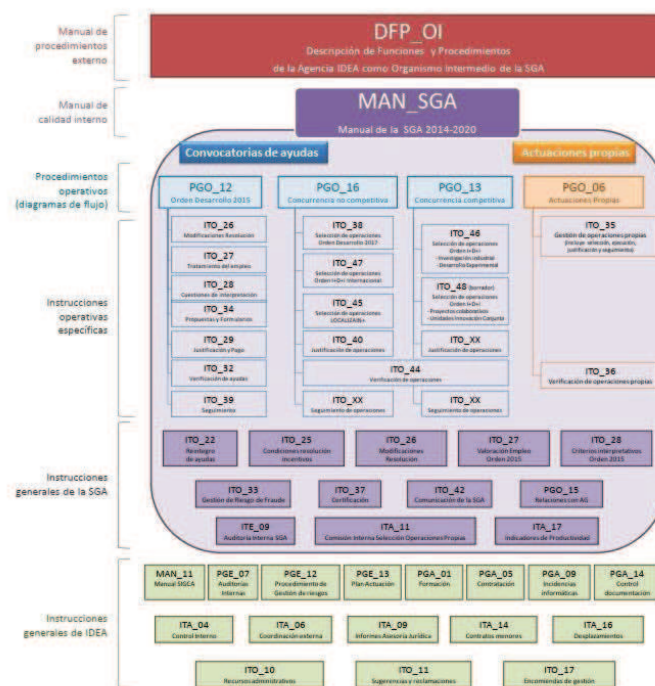 Manual de
procedimientos
externo
DFP_OI
Descripción de Funciones y Procedimientos
de la Agencia IDEA como Organismo Intermedio de la SGA
Manual de
calidad interno
MAN_SGA
Manual de la SGA 2014-2020
Convocatorias de ayudas
Actuaciones propias
Procedimientos
operativos
(diagramas de flujo)
PGO_12
Orden Desarrollo 2015
PGO_16
Concurrencia no competitiva
PGO_13
Concurrencia competitiva
PGO_06
Actuaciones Propias
Instrucciones
operativas
específicas
ITO_26
Modificaciones Resolución
ITO_27
Tratamiento del empleo
ITO_28
Cuestiones de interpretación
ITO_34
Propuestas y Formularios
ITO_29
Justificación y Pago
ITO_32
Verificación de ayudas
ITO_39
Seguimiento
ITO_38
Selección de operaciones
Orden Desarrollo 2017
ITO_47
Selección de operaciones
Orden I+D+i Internacional
ITO_45
Selección de operaciones
LOCALIZAIN+
ITO_40
Justificación de operaciones
ITO_44
Verificación de operaciones
ITO_XX
Seguimiento de operaciones
ITO_46
Selección de operaciones
Orden I+D+i
- Investigación industrial
- Desarrollo Experimental
ITO_48 (borrador)
Selección de operaciones
Orden I+D+i
- Proyectos colaborativos
- Unidades Innovación Conjunta
ITO_XX
Justificación de operaciones
ITO_XX
Seguimiento de operaciones
ITO_35
Gestión de operaciones propias
(incluye selección, ejecución,
justificación y seguimiento)
ITO_36
Verificación de operaciones propias
Instrucciones
generales de la SGA
ITO_22
Reintegro
de ayudas
ITO_25
Condiciones resolución
Incentivos
ITO_26
Modificaciones
Resolución
ITO_27
Valoración Empleo
Orden 2015
ITO_28
Criterios interpretativos
Orden 2015
ITO_33
Gestión de Riesgo de Fraude
ITO_37
Certificación
ITO_42
Comunicación de la SGA
PGO_15
Relaciones con AG
ITE_09
Auditoría Interna SGA
ITA_11
Comisión Interna Selección Operaciones Propias
ITA_17
Indicadores de Productividad
Instrucciones
generales de IDEA
MAN_11
Manual SIGCA
PGE_07
Auditorías
Internas
PGE_12
Procedimiento de
Gestión de riesgos
PGE_13
Plan Actuación
PGA_01
Formación
PGA_05
Contratación
PGA_09
Incidencias
informáticas
PGA_14
Control
documentación
ITA_04
Control Interno
ITA_06
Coordinación externa
ITA_09
Informes Asesoría Jurídica
ITA_14
Contratos menores
ITA_16
Desplazamientos
ITO_10
Recursos administrativos
ITO_11
Sugerencias y reclamaciones
ITO_17
Encomiendas de gestión